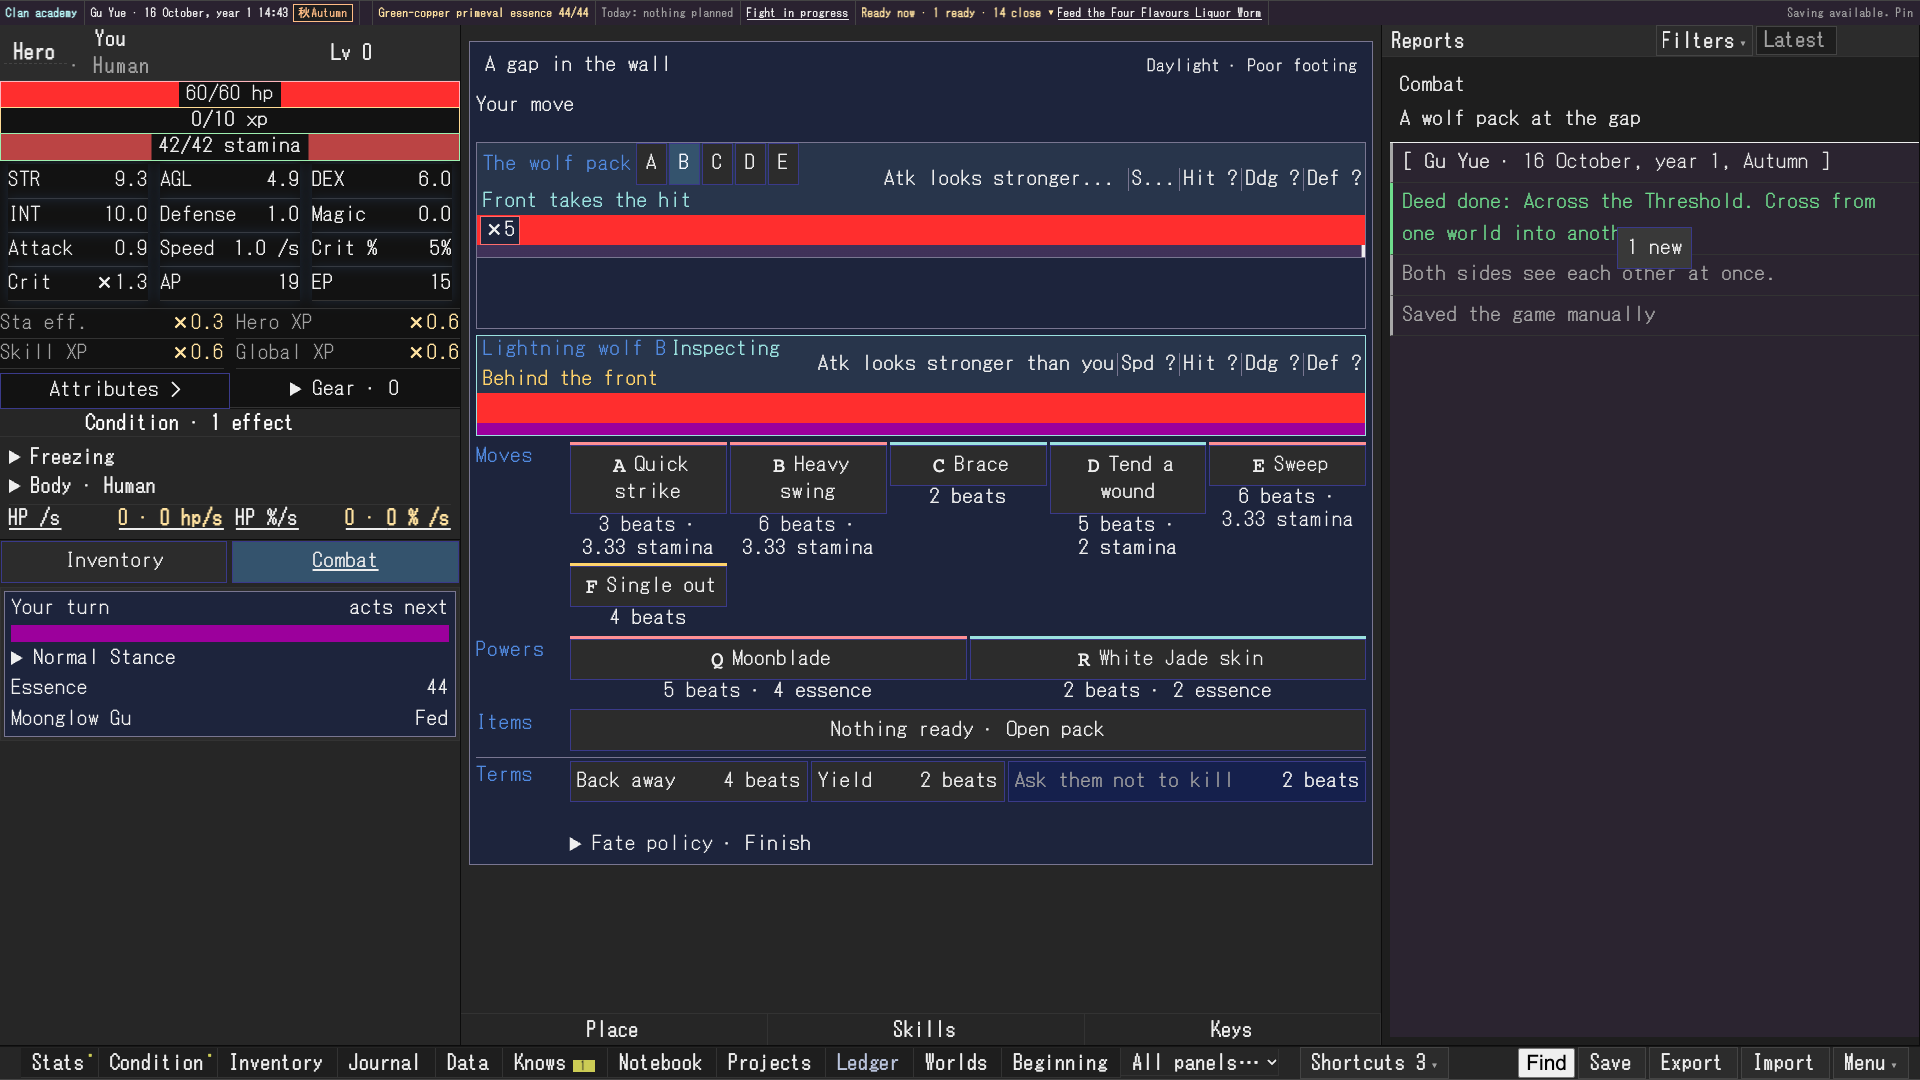 Clan academy Gu Yue · 16 October, year 1 14:43 秋Autumn Green-copper primeval essence 44/44 Today: nothing planned Fight in progress Ready now · 1 ready · 14 close ▾ Feed the Four Flavours Liquor Worm Saving available. Pin
Hero · You Lv 0
Human
60/60 hp
0/10 xp
42/42 stamina
STR 9.3 AGL 4.9 DEX 6.0
INT 10.0 Defense 1.0 Magic 0.0
Attack 0.9 Speed 1.0 /s Crit % 5%
Crit ×1.3 AP 19 EP 15
Sta eff. ×0.3 Hero XP ×0.6
Skill XP ×0.6 Global XP ×0.6
Attributes > ▶ Gear · 0
Condition · 1 effect
▶ Freezing
▶ Body · Human
HP /s 0 · 0 hp/s HP %/s 0 · 0 % /s
Inventory Combat
Your turn acts next
▶ Normal Stance
Essence 44
Moonglow Gu Fed
A gap in the wall Daylight · Poor footing
Your move
The wolf pack A B C D E Atk looks stronger... |S...|Hit ?|Ddg ?|Def ?
Front takes the hit
×5
Lightning wolf B Inspecting Atk looks stronger than you|Spd ?|Hit ?|Ddg ?|Def ?
Behind the front
Moves
A Quick strike
3 beats · 3.33 stamina
B Heavy swing
6 beats · 3.33 stamina
C Brace
2 beats
D Tend a wound
5 beats · 2 stamina
E Sweep
6 beats · 3.33 stamina
F Single out
4 beats
Powers
Q Moonblade
5 beats · 4 essence
R White Jade skin
2 beats · 2 essence
Items Nothing ready · Open pack
Terms Back away 4 beats Yield 2 beats Ask them not to kill 2 beats
▶ Fate policy · Finish
Place Skills Keys
Reports Filters ▾ Latest
Combat
A wolf pack at the gap
[ Gu Yue · 16 October, year 1, Autumn ]
Deed done: Across the Threshold. Cross from
one world into anoth
1 new
Both sides see each other at once.
Saved the game manually
Stats Condition Inventory Journal Data Knows 1 Notebook Projects Ledger Worlds Beginning All panels… Shortcuts 3 ▾ Find Save Export Import Menu ▾